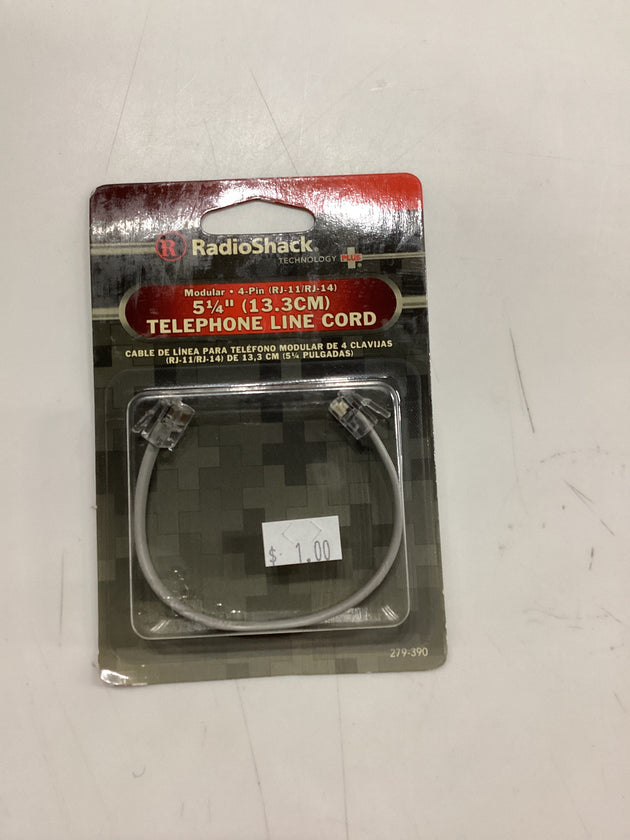 R RadioShack®
TECHNOLOGY PLUS
Modular • 4-Pin (RJ-11/RJ-14)
5¼" (13.3CM)
TELEPHONE LINE CORD
CABLE DE LÍNEA PARA TELÉFONO MODULAR DE 4 CLAVIJAS
(RJ-11/RJ-14) DE 13,3 CM (5¼ PULGADAS)
$ 1.00
279-390